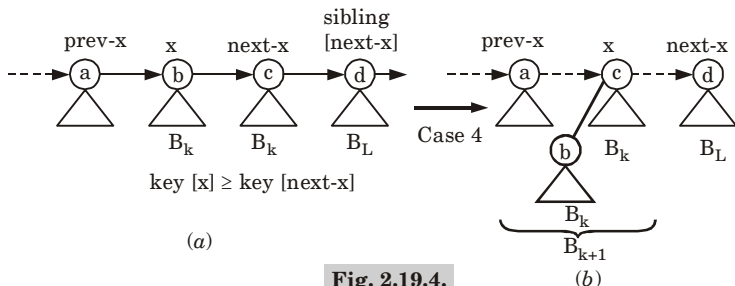 sibling
prev-x x next-x [next-x]
a b c d
B_k B_k B_L
key [x] ≥ key [next-x]
(a)
Case 4
prev-x x next-x
a c d
B_k B_L
b
B_k
B_{k+1}
(b)
Fig. 2.19.4.